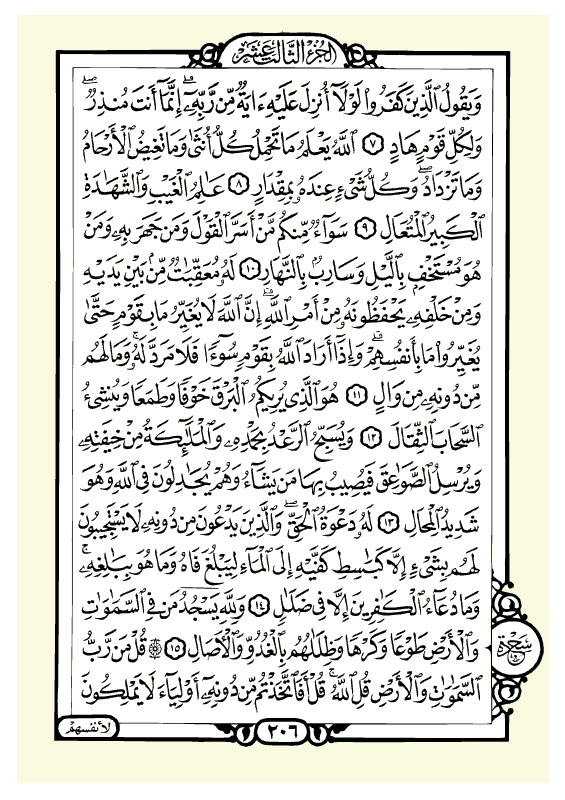 الجزء الثالث عشر
وَيَقُولُ ٱلَّذِينَ كَفَرُواْ لَوۡلَآ أُنزِلَ عَلَيۡهِ ءَايَةٞ مِّن رَّبِّهِۦٓۗ إِنَّمَآ أَنتَ مُنذِرٞۖ
وَلِكُلِّ قَوۡمٍ هَادٍ ٧ ٱللَّهُ يَعۡلَمُ مَا تَحۡمِلُ كُلُّ أُنثَىٰ وَمَا تَغِيضُ ٱلۡأَرۡحَامُ
وَمَا تَزۡدَادُۚ وَكُلُّ شَيۡءٍ عِندَهُۥ بِمِقۡدَارٍ ٨ عَٰلِمُ ٱلۡغَيۡبِ وَٱلشَّهَٰدَةِ
ٱلۡكَبِيرُ ٱلۡمُتَعَالِ ٩ سَوَآءٞ مِّنكُم مَّنۡ أَسَرَّ ٱلۡقَوۡلَ وَمَن جَهَرَ بِهِۦ وَمَنۡ
هُوَ مُسۡتَخۡفِۭ بِٱلَّيۡلِ وَسَارِبُۢ بِٱلنَّهَارِ ١٠ لَهُۥ مُعَقِّبَٰتٞ مِّنۢ بَيۡنِ يَدَيۡهِ
وَمِنۡ خَلۡفِهِۦ يَحۡفَظُونَهُۥ مِنۡ أَمۡرِ ٱللَّهِۗ إِنَّ ٱللَّهَ لَا يُغَيِّرُ مَا بِقَوۡمٍ حَتَّىٰ
يُغَيِّرُواْ مَا بِأَنفُسِهِمۡۗ وَإِذَآ أَرَادَ ٱللَّهُ بِقَوۡمٖ سُوٓءٗا فَلَا مَرَدَّ لَهُۥۚ وَمَا لَهُم
مِّن دُونِهِۦ مِن وَالٍ ١١ هُوَ ٱلَّذِي يُرِيكُمُ ٱلۡبَرۡقَ خَوۡفٗا وَطَمَعٗا وَيُنشِئُ
ٱلسَّحَابَ ٱلثِّقَالَ ١٢ وَيُسَبِّحُ ٱلرَّعۡدُ بِحَمۡدِهِۦ وَٱلۡمَلَٰٓئِكَةُ مِنۡ خِيفَتِهِۦ
وَيُرۡسِلُ ٱلصَّوَٰعِقَ فَيُصِيبُ بِهَا مَن يَشَآءُ وَهُمۡ يُجَٰدِلُونَ فِي ٱللَّهِ وَهُوَ
شَدِيدُ ٱلۡمِحَالِ ١٣ لَهُۥ دَعۡوَةُ ٱلۡحَقِّۖ وَٱلَّذِينَ يَدۡعُونَ مِن دُونِهِۦ لَا يَسۡتَجِيبُونَ
لَهُم بِشَيۡءٍ إِلَّا كَبَٰسِطِ كَفَّيۡهِ إِلَى ٱلۡمَآءِ لِيَبۡلُغَ فَاهُ وَمَا هُوَ بِبَٰلِغِهِۦۚ
وَمَا دُعَآءُ ٱلۡكَٰفِرِينَ إِلَّا فِي ضَلَٰلٖ ١٤ وَلِلَّهِ يَسۡجُدُۤ مَن فِي ٱلسَّمَٰوَٰتِ
وَٱلۡأَرۡضِ طَوۡعٗا وَكَرۡهٗا وَظِلَٰلُهُم بِٱلۡغُدُوِّ وَٱلۡأٓصَالِ ١٥ ۞ قُلۡ مَن رَّبُّ
ٱلسَّمَٰوَٰتِ وَٱلۡأَرۡضِ قُلِ ٱللَّهُۚ قُلۡ أَفَٱتَّخَذۡتُم مِّن دُونِهِۦٓ أَوۡلِيَآءَ لَا يَمۡلِكُونَ
سَجدة
٢٠٦
لأنفسهم